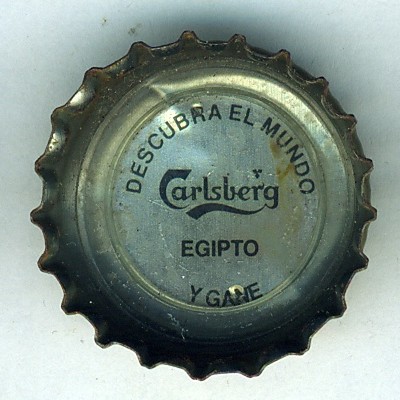 DESCUBRA EL MUNDO
Carlsberg
EGIPTO
Y GANE